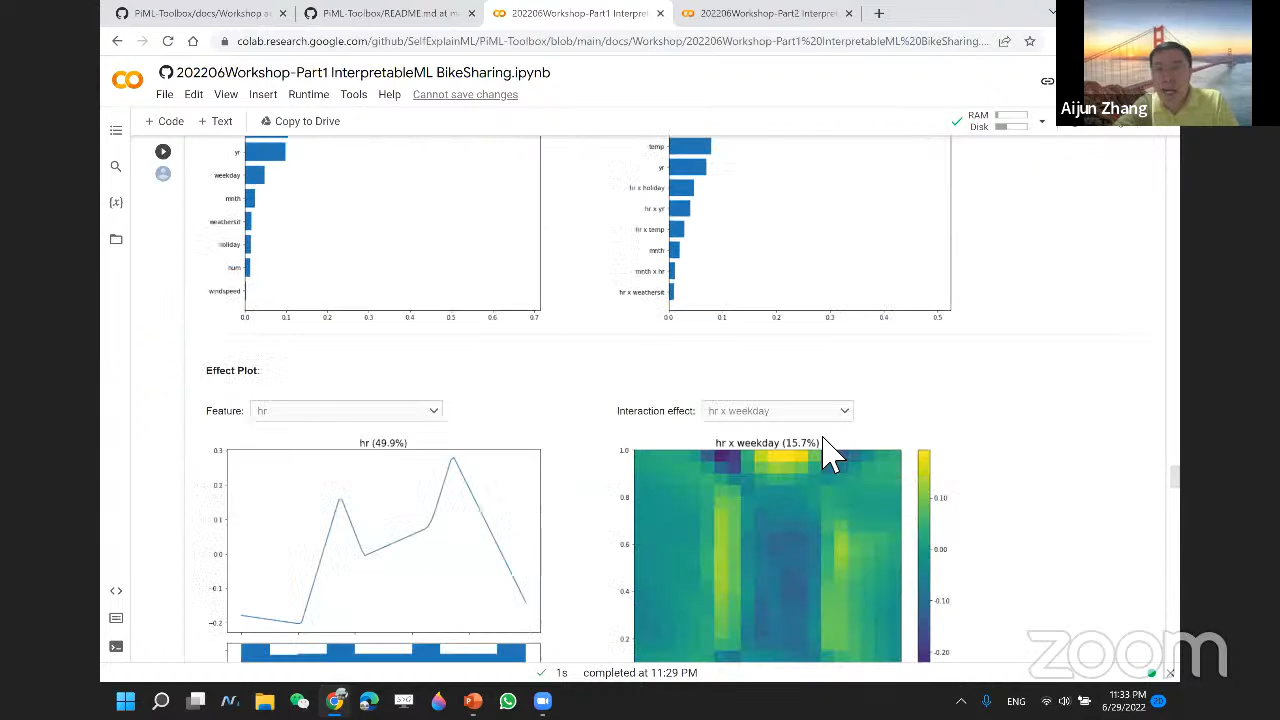 PiML-Toolbox/docs/Workshop a
PiML-Toolbox/README.md at m
202206Workshop-Part1 Interpret
202206Workshop-Part1 Interpret
colab.research.google.com/github/SelfExplainML/PiML-Toolbox/blob/main/docs/Workshop/202206Workshop-Part1%20InterpretableML%20BikeSharing....
Aijun Zhang
202206Workshop-Part1 InterpretableML BikeSharing.ipynb
File Edit View Insert Runtime Tools Help Cannot save changes
+ Code + Text Copy to Drive
RAM
Disk
{x}
yr
weekday
mnth
weathersit
holiday
hum
windspeed
0.0 0.1 0.2 0.3 0.4 0.5 0.6 0.7
temp
yr
hr x holiday
hr x yr
hr x temp
mnth
mnth x hr
hr x weathersit
0.0 0.1 0.2 0.3 0.4 0.5
Effect Plot:
Feature: hr
Interaction effect: hr x weekday
hr (49.9%)
0.3
0.2
0.1
0.0
−0.1
−0.2
hr x weekday (15.7%)
1.0
0.8
0.6
0.4
0.2
0.10
0.00
−0.10
−0.20
zoom
1s completed at 11:29 PM
ENG
11:33 PM
6/29/2022
20